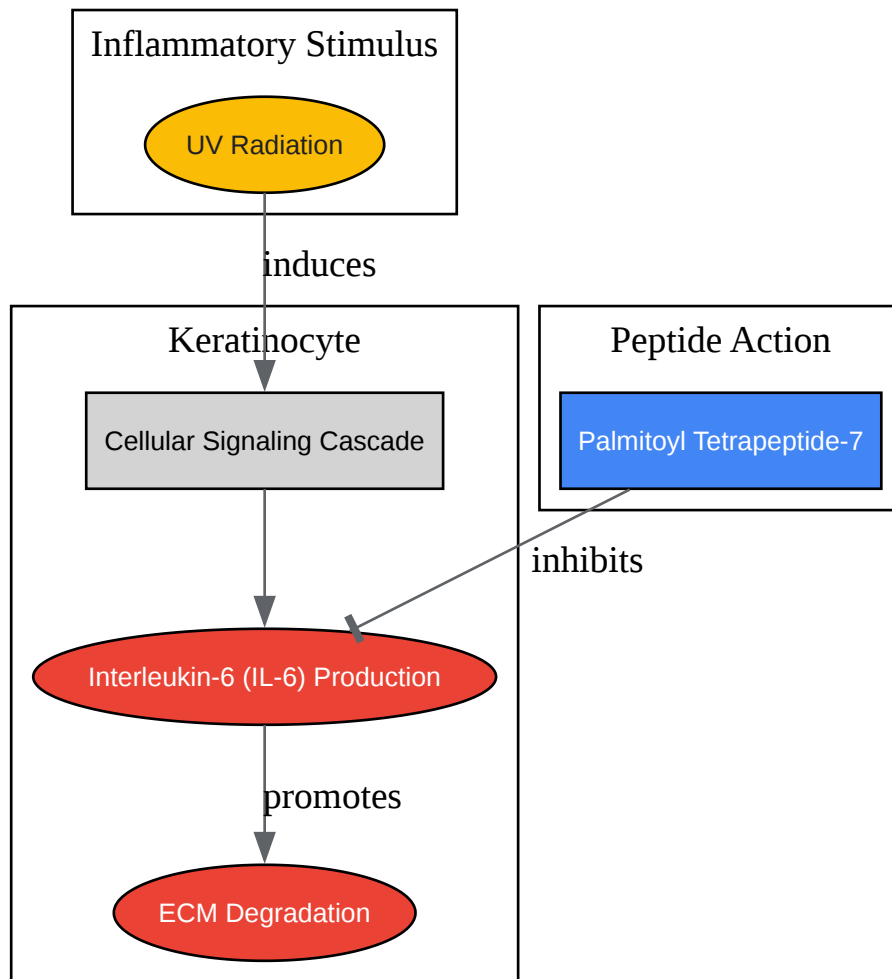 Inflammatory Stimulus
UV Radiation
induces
Keratinocyte
Peptide Action
Cellular Signaling Cascade
Palmitoyl Tetrapeptide-7
inhibits
Interleukin-6 (IL-6) Production
promotes
ECM Degradation